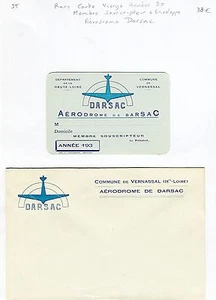 35
Rare Carte Vierge Années 30
38 €
Membre Souscripteur + Enveloppe
Aérodrome Darsac
DÉPARTEMENT
DE LA
HAUTE-LOIRE
COMMUNE
DE
VERNASSAL
DARSAC
AÉRODROME DE DARSAC
M
Domicile
MEMBRE SOUSCRIPTEUR
Le Président,
ANNÉE 193
DARSAC
COMMUNE DE VERNASSAL (Hte-LOIRE)
AÉRODROME DE DARSAC